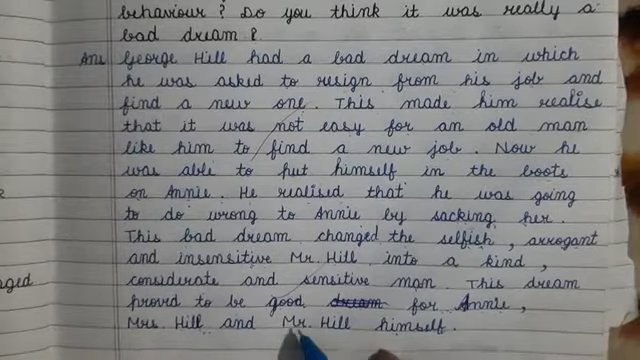 behaviour ? Do you think it was really a
bad dream ?
Ans George Hill had a bad dream in which
he was asked to resign from his job and
find a new one. This made him realise
that it was not easy for an old man
like him to find a new job. Now he
was able to put himself in the boots
on Annie. He realised that he was going
to do wrong to Annie by sacking her.
This bad dream changed the selfish, arrogant
and insensitive Mr. Hill into a kind,
considerate and sensitive man. This dream
proved to be good dream for Annie,
Mrs. Hill and Mr. Hill himself.